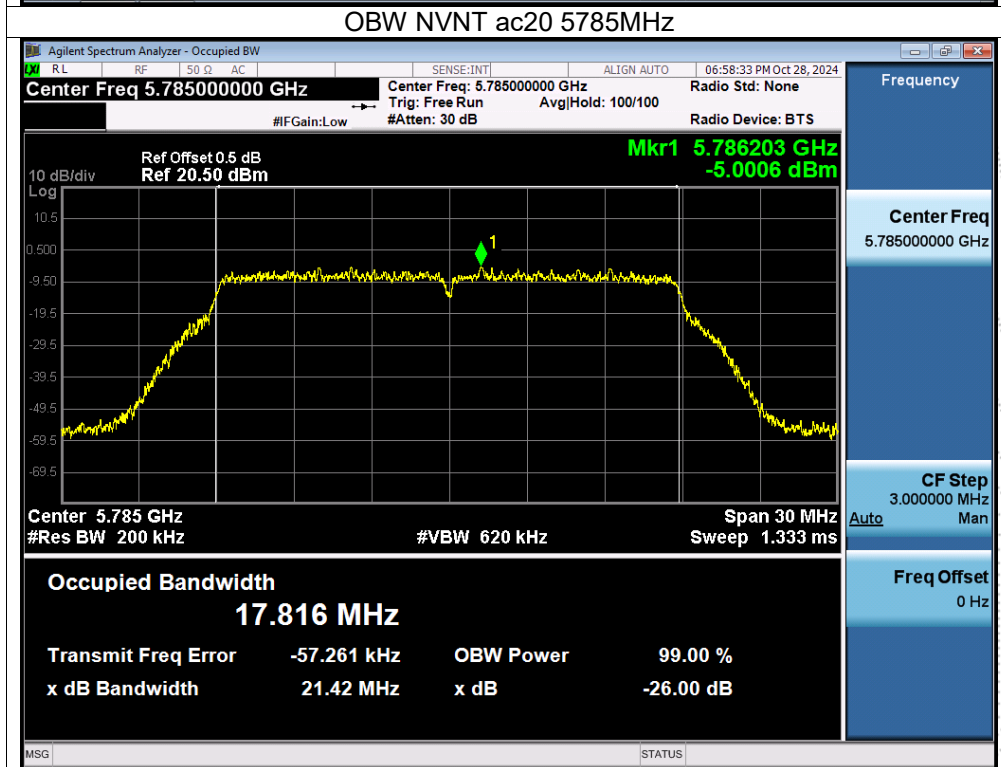 OBW NVNT ac20 5785MHz
Agilent Spectrum Analyzer - Occupied BW
LXI RL RF 50 Ω AC SENSE:INT ALIGN AUTO 06:58:33 PM Oct 28, 2024
Center Freq 5.785000000 GHz
Center Freq: 5.785000000 GHz
Radio Std: None
Trig: Free Run Avg|Hold: 100/100
#IFGain:Low
#Atten: 30 dB
Radio Device: BTS
Frequency
Mkr1 5.786203 GHz
-5.0006 dBm
Ref Offset 0.5 dB
10 dB/div Ref 20.50 dBm
Log
10.5
0.500
-9.50
-19.5
-29.5
-39.5
-49.5
-59.5
-69.5
1
Center 5.785 GHz Span 30 MHz
#Res BW 200 kHz #VBW 620 kHz Sweep 1.333 ms
Center Freq
5.785000000 GHz
CF Step
3.000000 MHz
Auto Man
Freq Offset
0 Hz
Occupied Bandwidth
17.816 MHz
Transmit Freq Error -57.261 kHz OBW Power 99.00 %
x dB Bandwidth 21.42 MHz x dB -26.00 dB
MSG STATUS